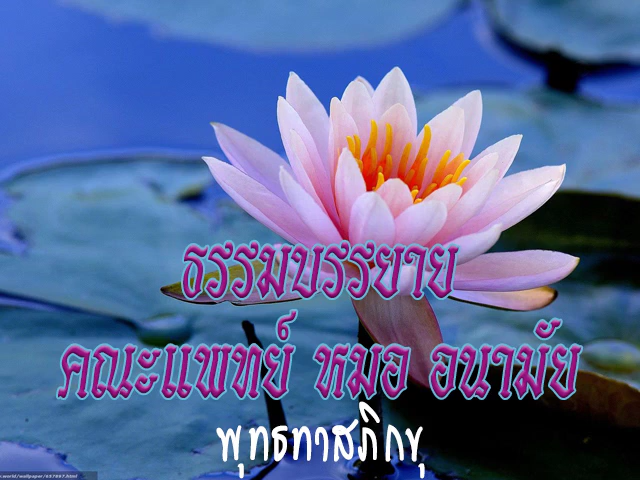 ธรรมบรรยาย
คณะแพทย์ หมอ อนามัย
พุทธทาสภิกขุ